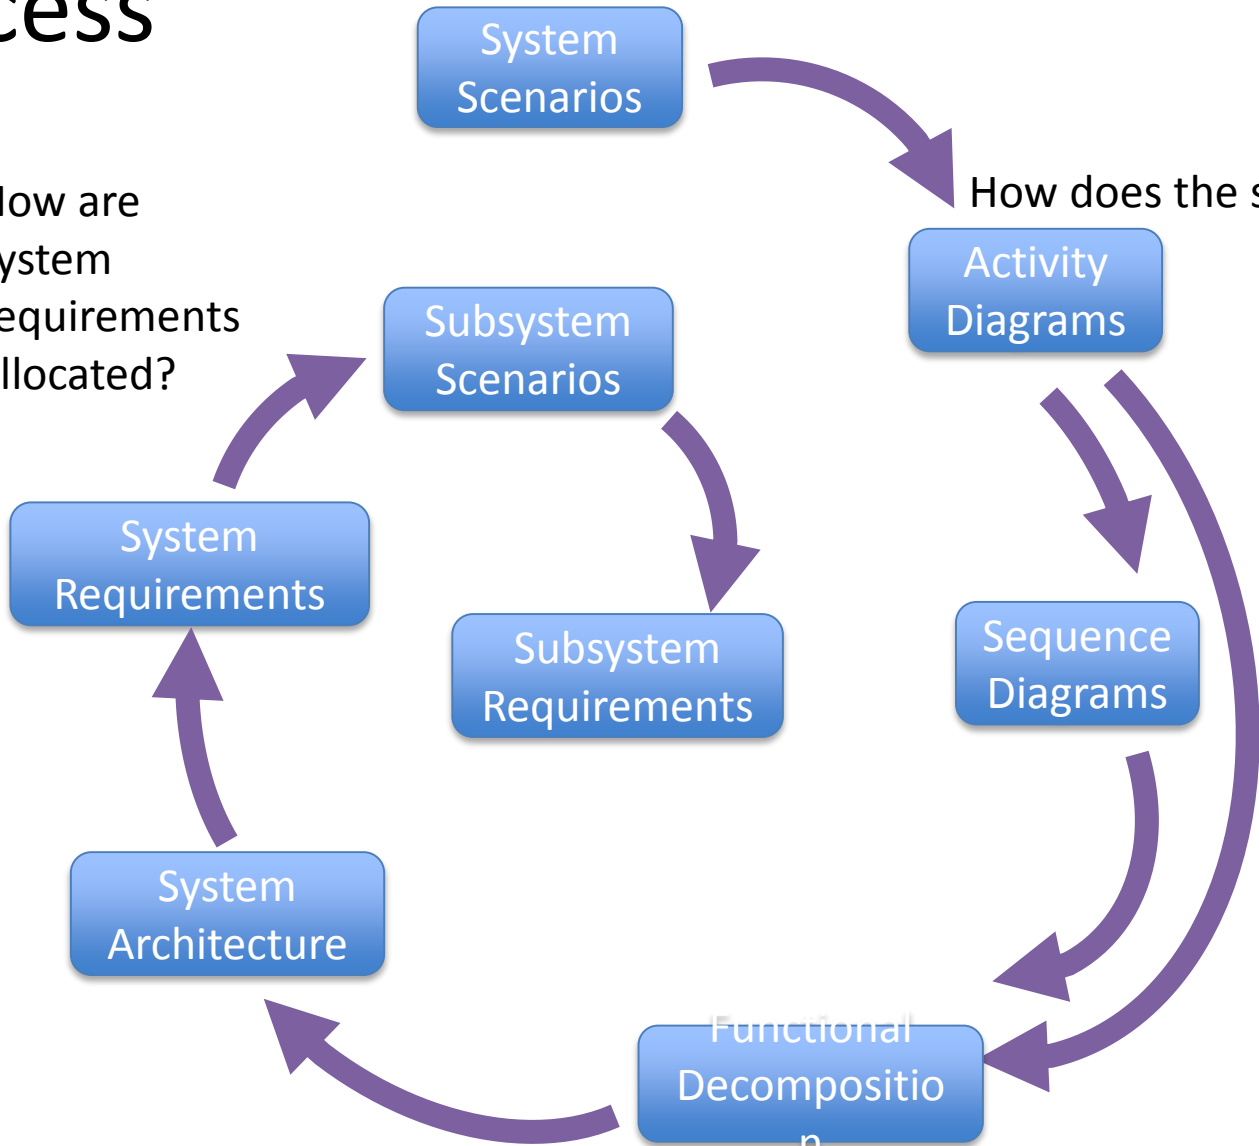 cess
System
Scenarios
How are
ystem
equirements
llocated?
How does the s
Activity
Diagrams
Subsystem
Scenarios
System
Requirements
Subsystem
Requirements
Sequence
Diagrams
System
Architecture
Functional
Decompositio
n